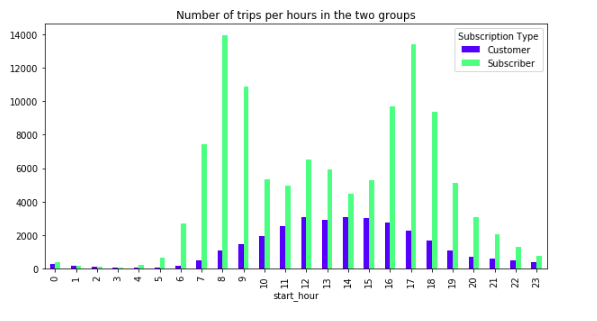 Number of trips per hours in the two groups
Subscription Type
Customer
Subscriber
14000
12000
10000
8000
6000
4000
2000
0
0 1 2 3 4 5 6 7 8 9 10 11 12 13 14 15 16 17 18 19 20 21 22 23
start_hour